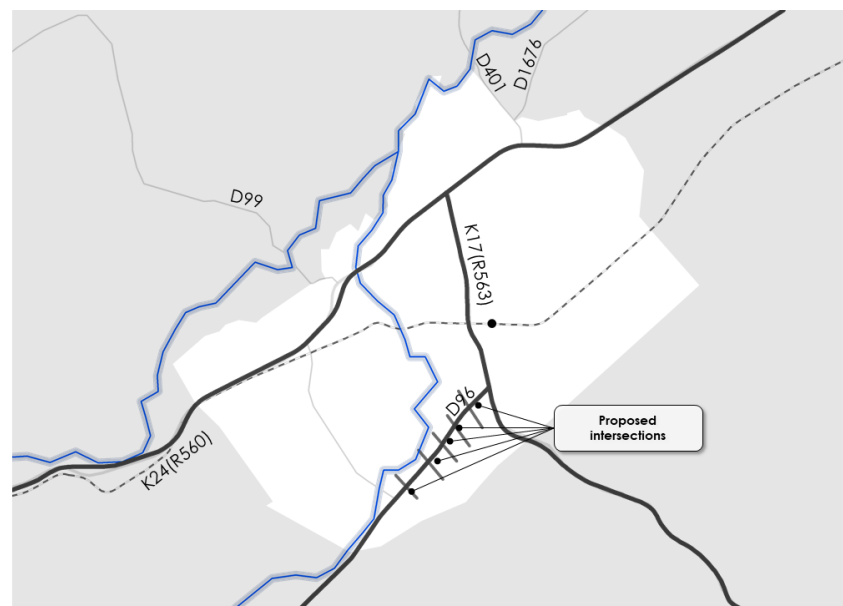 D401
D1676
D99
K17(R563)
D96
Proposed
intersections
K24(R560)